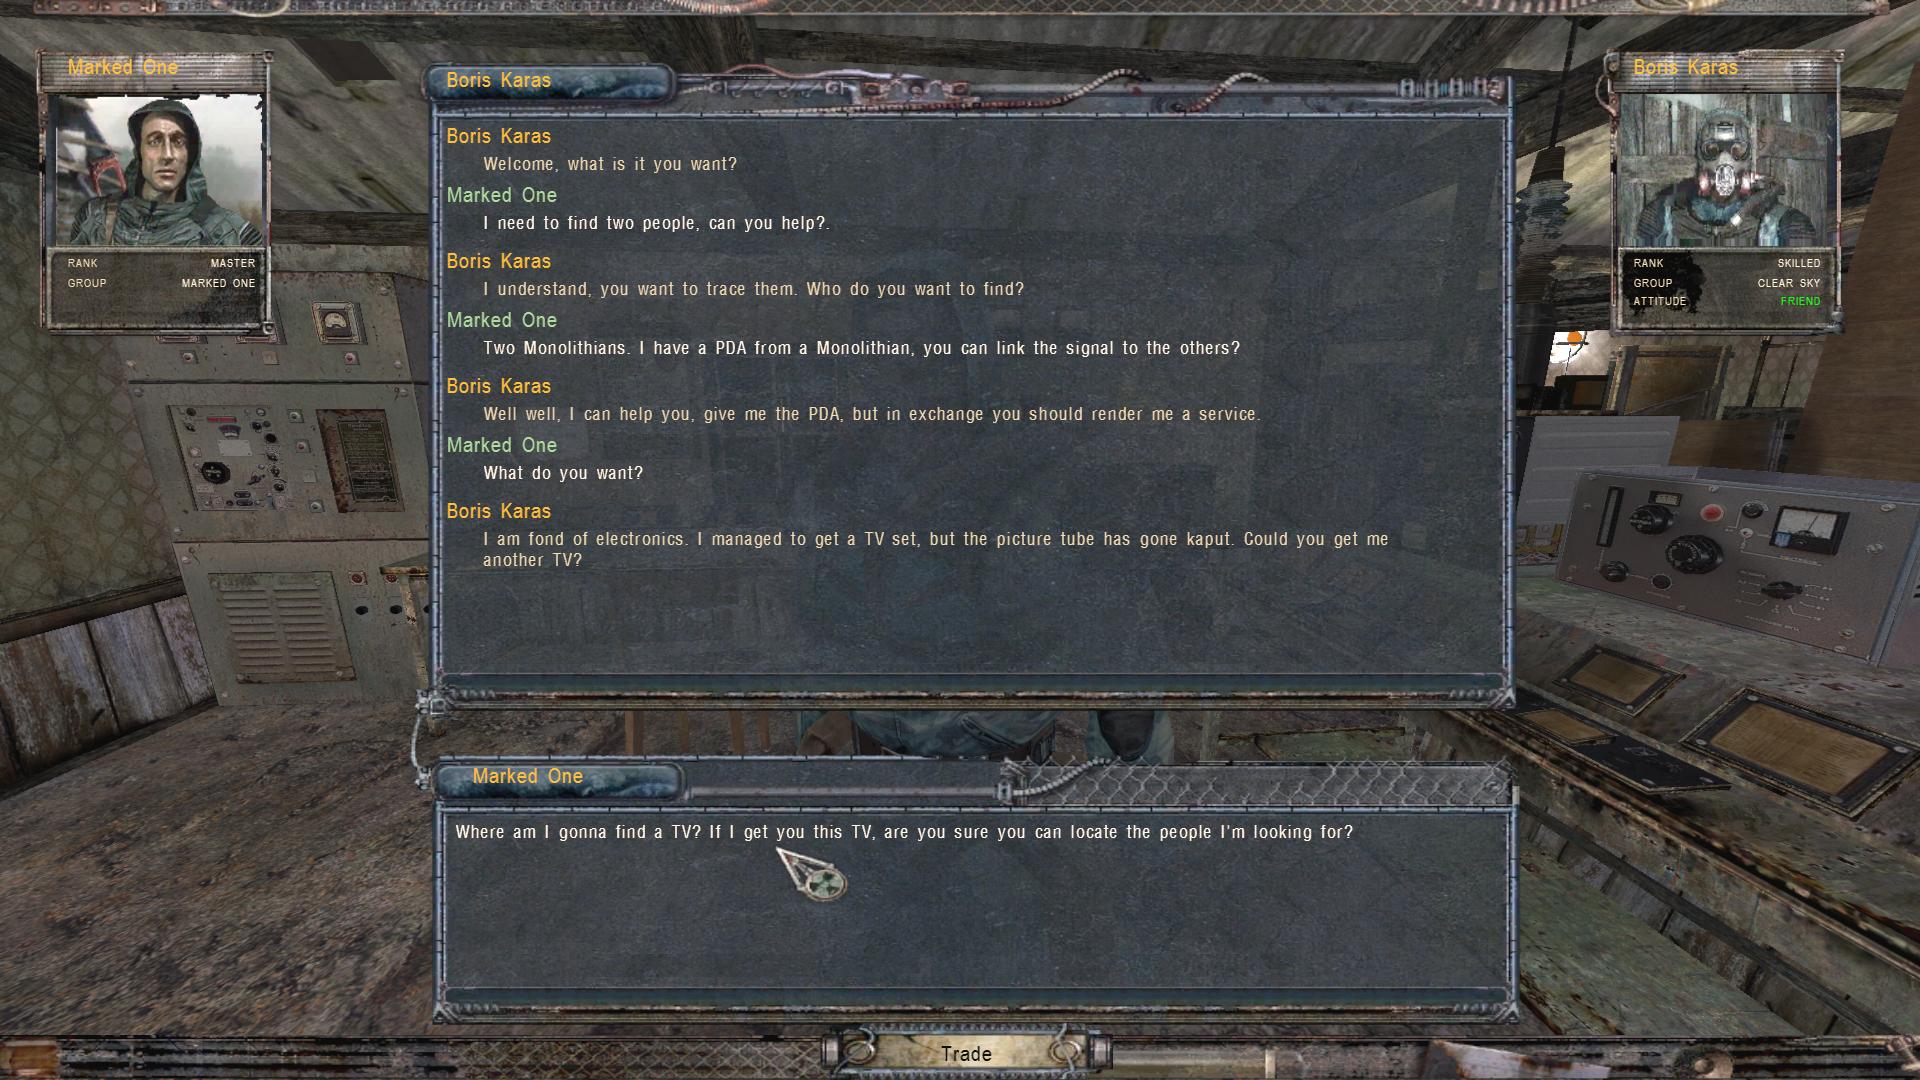 Marked One
RANK MASTER
GROUP MARKED ONE
Boris Karas
Boris Karas
Welcome, what is it you want?
Marked One
I need to find two people, can you help?.
Boris Karas
I understand, you want to trace them. Who do you want to find?
Marked One
Two Monolithians. I have a PDA from a Monolithian, you can link the signal to the others?
Boris Karas
Well well, I can help you, give me the PDA, but in exchange you should render me a service.
Marked One
What do you want?
Boris Karas
I am fond of electronics. I managed to get a TV set, but the picture tube has gone kaput. Could you get me
another TV?
Boris Karas
RANK SKILLED
GROUP CLEAR SKY
ATTITUDE FRIEND
Marked One
Where am I gonna find a TV? If I get you this TV, are you sure you can locate the people I'm looking for?
Trade